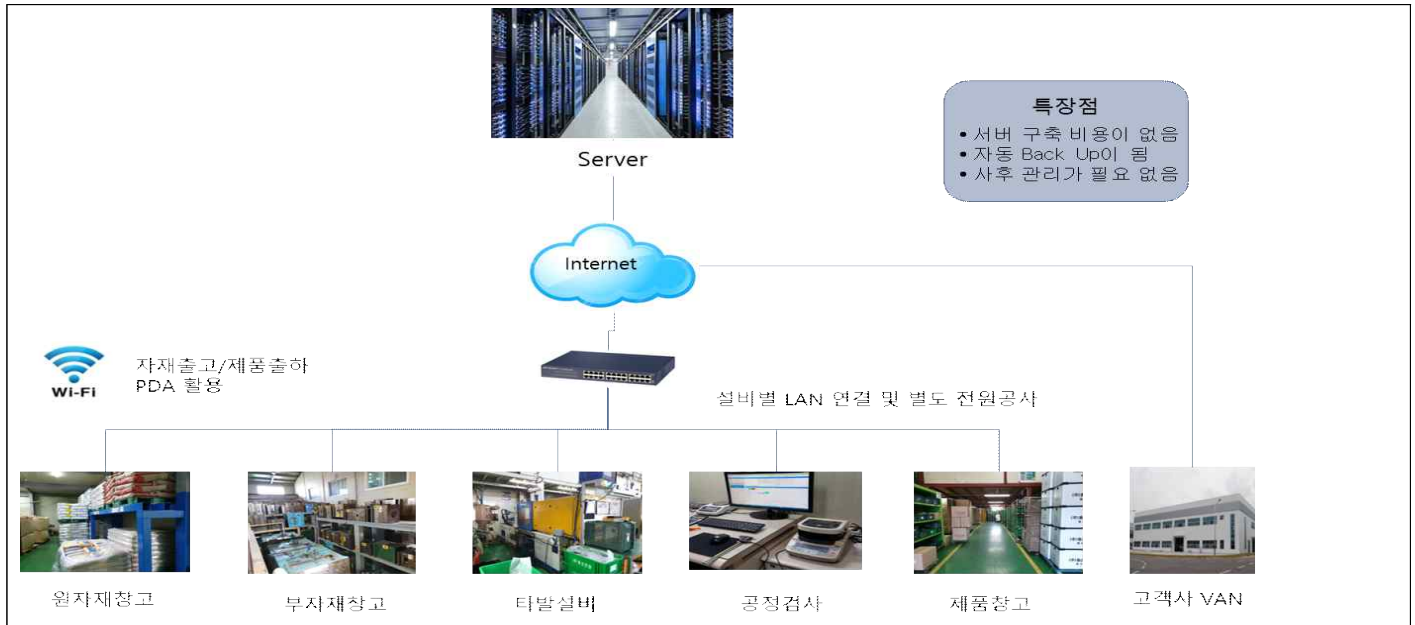 Server
특장점
• 서버 구축 비용이 없음
• 자동 Back Up이 됨
• 사후 관리가 필요 없음
Internet
Wi-Fi
자재출고/제품출하
PDA 활용
설비별 LAN 연결 및 별도 전원공사
원자재창고
부자재창고
타발설비
공정검사
제품창고
고객사 VAN